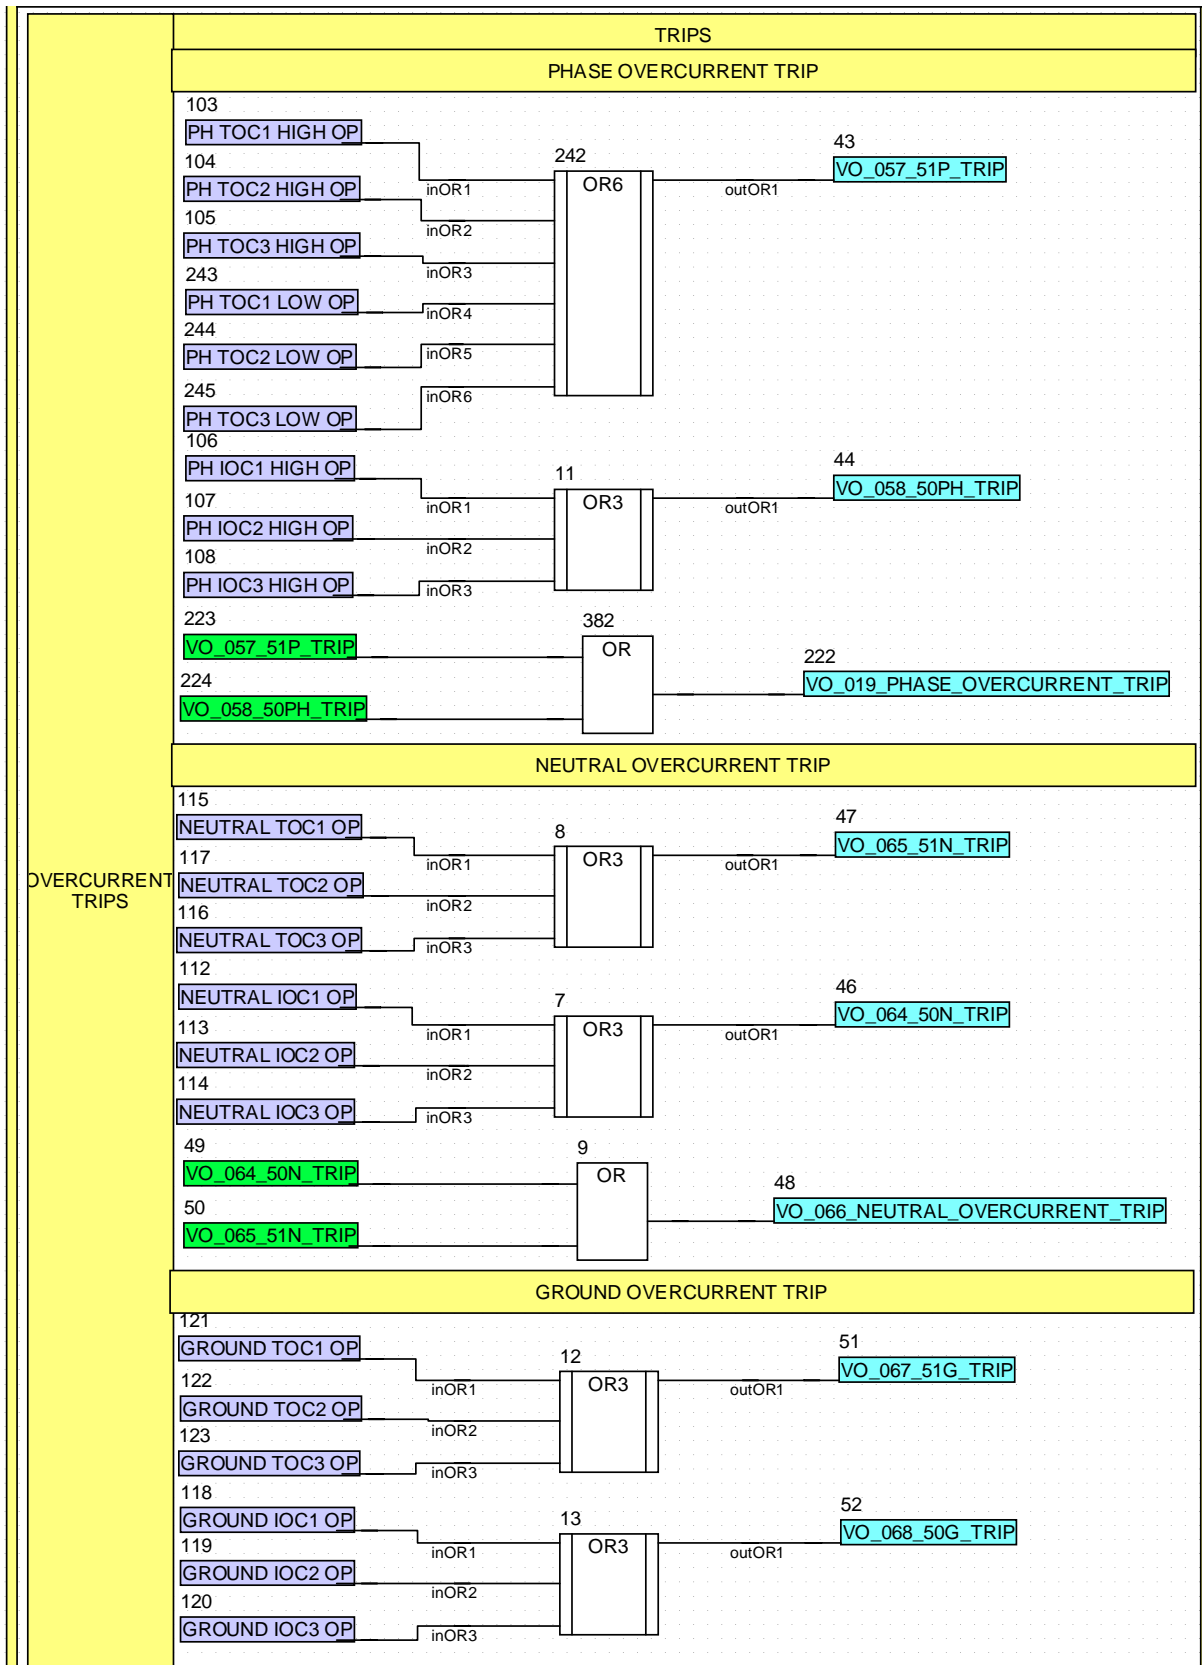 TRIPS
PHASE OVERCURRENT TRIP
103
PH TOC1 HIGH OP
104
PH TOC2 HIGH OP
105
PH TOC3 HIGH OP
243
PH TOC1 LOW OP
244
PH TOC2 LOW OP
245
PH TOC3 LOW OP
inOR1
inOR2
inOR3
inOR4
inOR5
inOR6
242
OR6
outOR1
43
VO_057_51P_TRIP
106
PH IOC1 HIGH OP
107
PH IOC2 HIGH OP
108
PH IOC3 HIGH OP
inOR1
inOR2
inOR3
11
OR3
outOR1
44
VO_058_50PH_TRIP
223
VO_057_51P_TRIP
224
VO_058_50PH_TRIP
382
OR
222
VO_019_PHASE_OVERCURRENT_TRIP
NEUTRAL OVERCURRENT TRIP
115
NEUTRAL TOC1 OP
117
NEUTRAL TOC2 OP
116
NEUTRAL TOC3 OP
inOR1
inOR2
inOR3
8
OR3
outOR1
47
VO_065_51N_TRIP
OVERCURRENT
TRIPS
112
NEUTRAL IOC1 OP
113
NEUTRAL IOC2 OP
114
NEUTRAL IOC3 OP
inOR1
inOR2
inOR3
7
OR3
outOR1
46
VO_064_50N_TRIP
49
VO_064_50N_TRIP
50
VO_065_51N_TRIP
9
OR
48
VO_066_NEUTRAL_OVERCURRENT_TRIP
GROUND OVERCURRENT TRIP
121
GROUND TOC1 OP
122
GROUND TOC2 OP
123
GROUND TOC3 OP
inOR1
inOR2
inOR3
12
OR3
outOR1
51
VO_067_51G_TRIP
118
GROUND IOC1 OP
119
GROUND IOC2 OP
120
GROUND IOC3 OP
inOR1
inOR2
inOR3
13
OR3
outOR1
52
VO_068_50G_TRIP